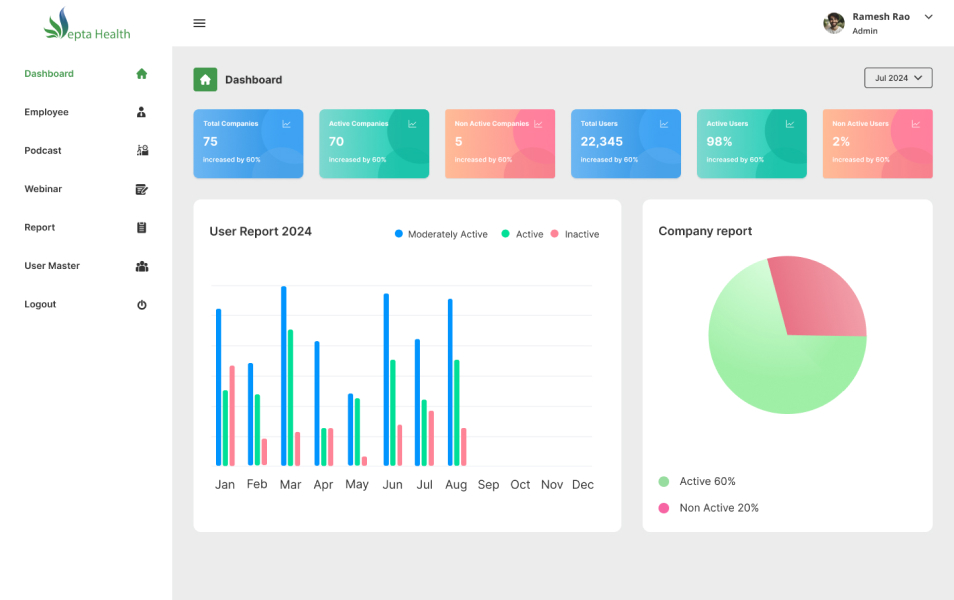 epta Health
Ramesh Rao
Admin
Dashboard
Employee
Podcast
Webinar
Report
User Master
Logout
Dashboard
Jul 2024
Total Companies
75
Increased by 60%
Active Companies
70
Increased by 60%
Non Active Companies
5
Increased by 60%
Total Users
22,345
Increased by 60%
Active Users
98%
Increased by 60%
Non Active Users
2%
Increased by 60%
User Report 2024
Moderately Active Active Inactive
Jan Feb Mar Apr May Jun Jul Aug Sep Oct Nov Dec
Company report
Active 60%
Non Active 20%